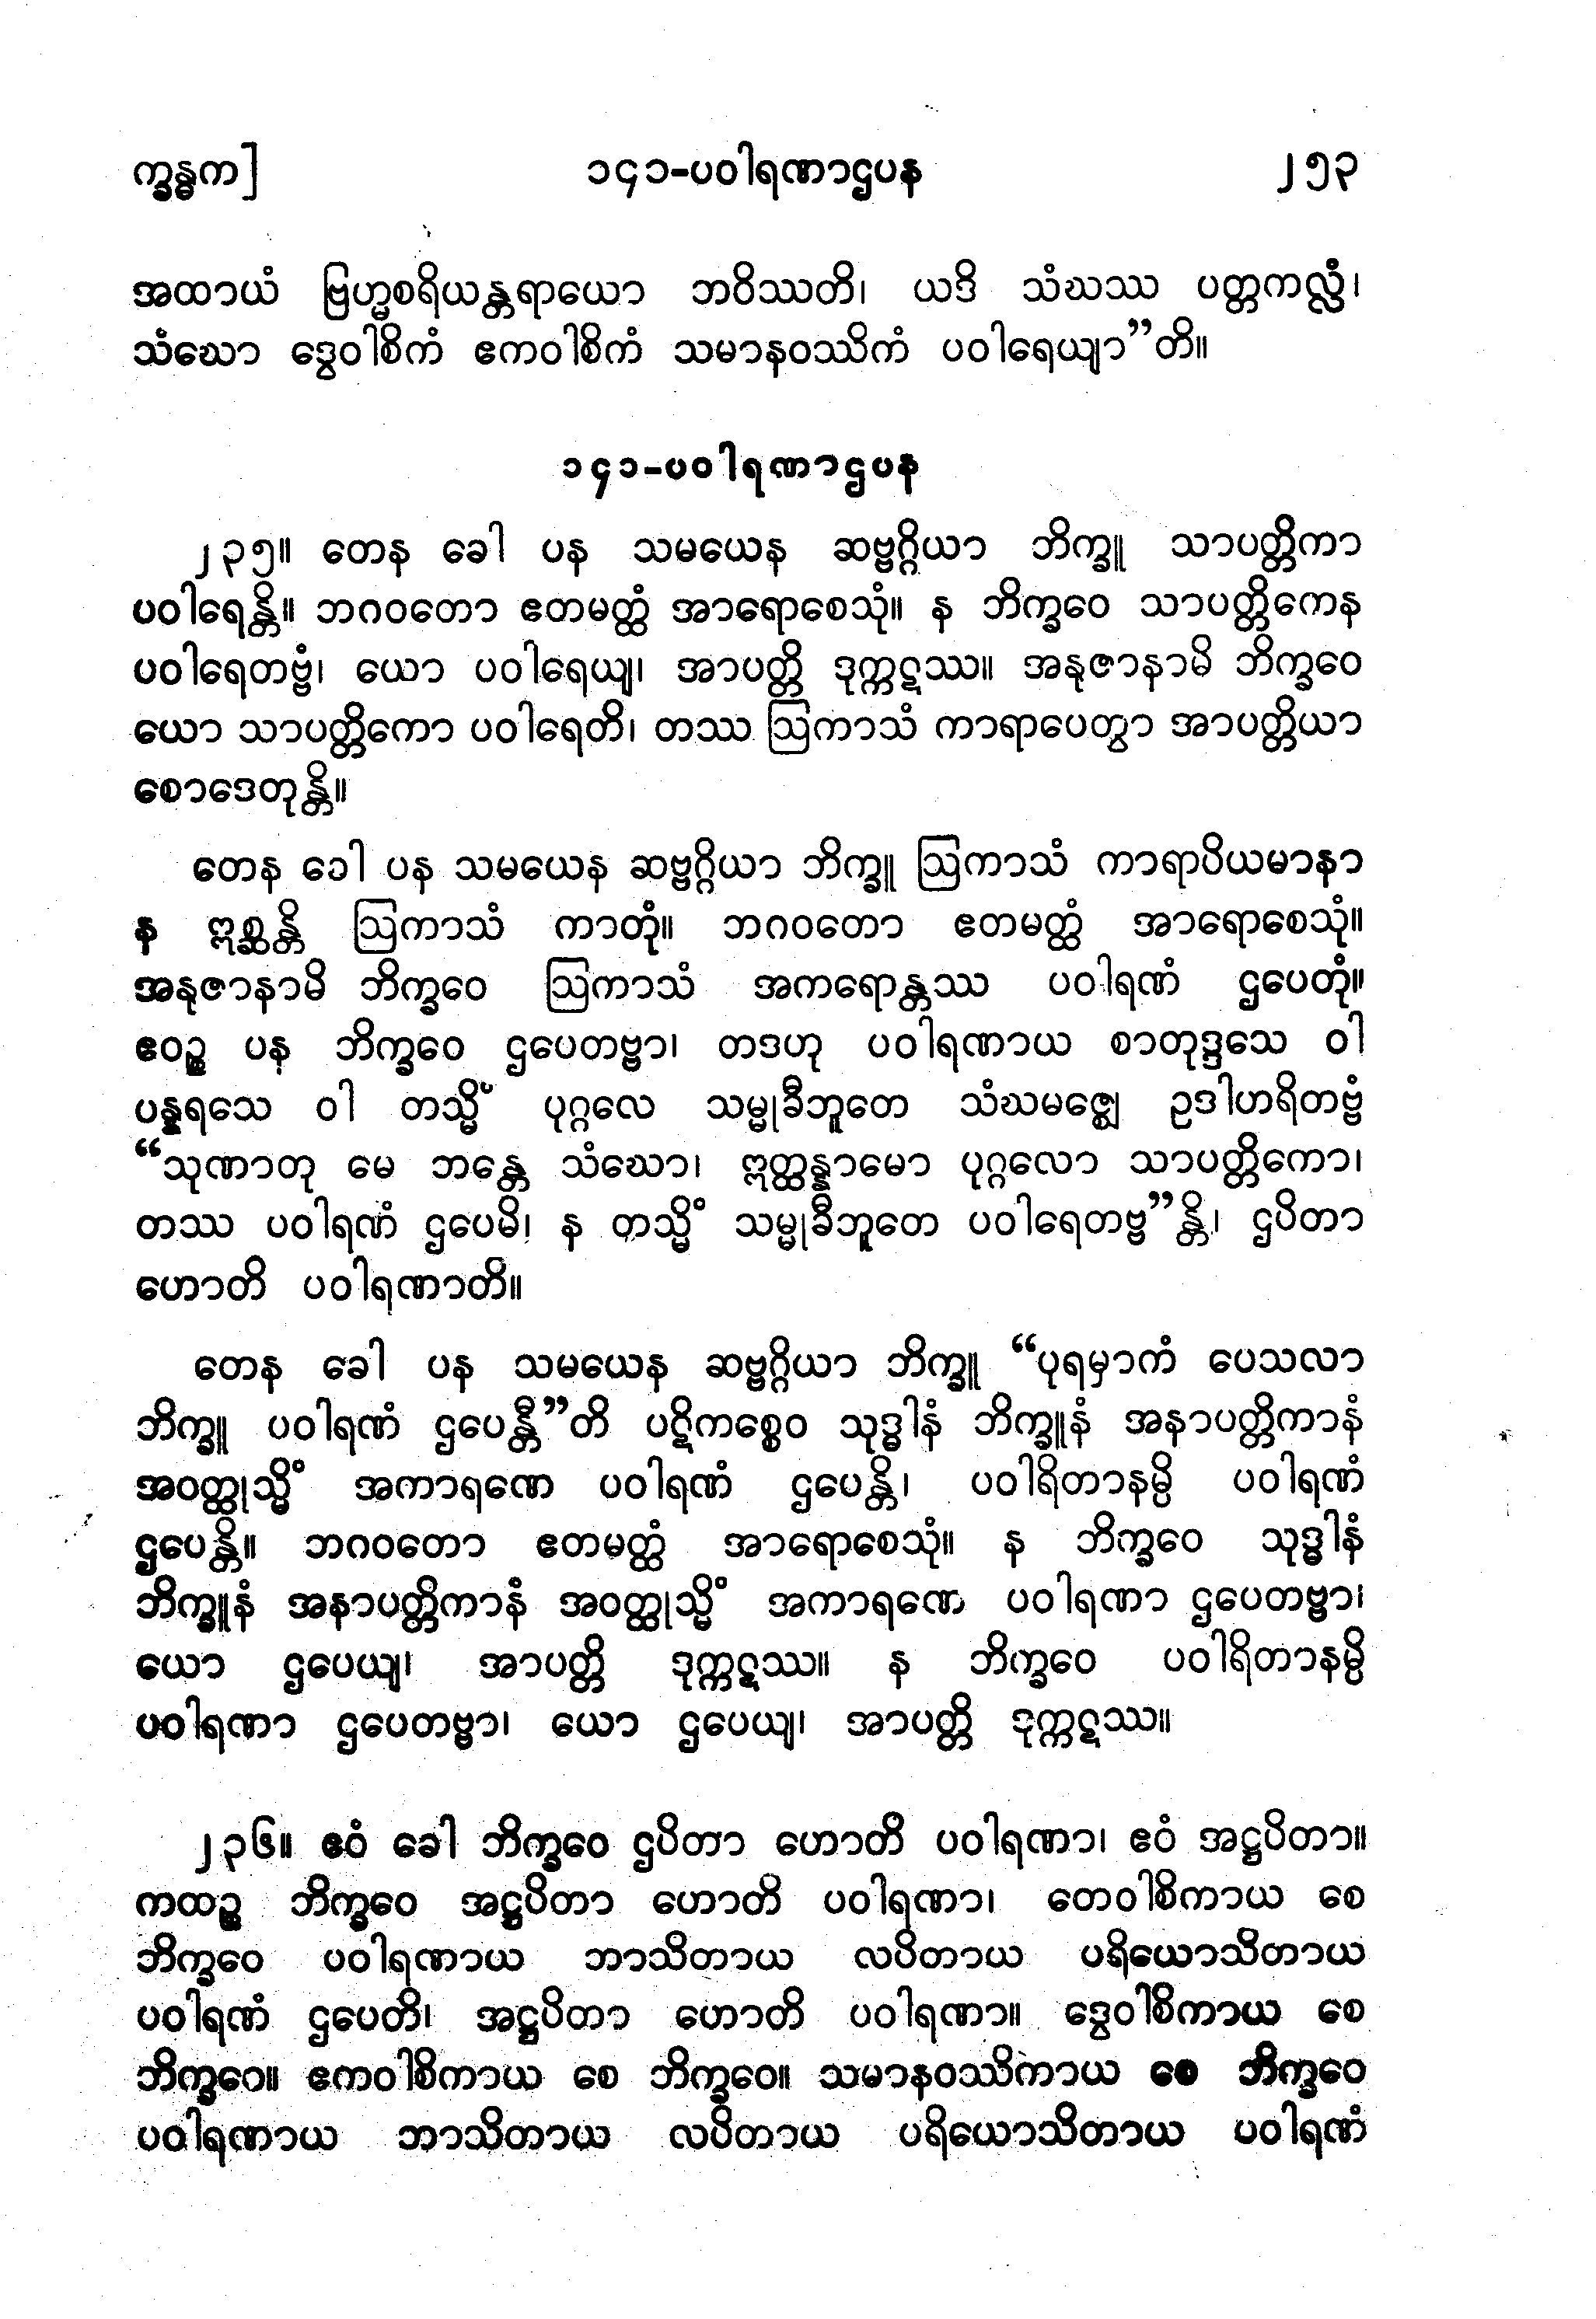 က္ခန္ဓက] ၁၄၁-ပဝါရဏာဌပန ၂၅၃
အထာယံ ဗြဟ္မစရိယန္တရာယော ဘဝိဿတိ၊ ယဒိ သံဃဿ ပတ္တကလ္လံ၊
သံဃော ဒွေဝါစိကံ ဧကဝါစိကံ သမာနဝဿိကံ ပဝါရေယျာ”တိ။
၁၄၁-ပဝါရဏာဌပန
၂၃၅။ တေန ခေါ ပန သမယေန ဆဗ္ဗဂ္ဂိယာ ဘိက္ခူ သာပတ္တိကာ
ပဝါရေန္တိ။ ဘဂဝတော ဧတမတ္ထံ အာရောစေသုံ။ န ဘိက္ခဝေ သာပတ္တိကေန
ပဝါရေတဗ္ဗံ၊ ယော ပဝါရေယျ၊ အာပတ္တိ ဒုက္ကဋဿ။ အနုဇာနာမိ ဘိက္ခဝေ
ယော သာပတ္တိကော ပဝါရေတိ၊ တဿ ဩကာသံ ကာရာပေတွာ အာပတ္တိယာ
စောဒေတုန္တိ။
တေန ခေါ ပန သမယေန ဆဗ္ဗဂ္ဂိယာ ဘိက္ခူ ဩကာသံ ကာရာပိယမာနာ
န ဣစ္ဆန္တိ ဩကာသံ ကာတုံ။ ဘဂဝတော ဧတမတ္ထံ အာရောစေသုံ။
အနုဇာနာမိ ဘိက္ခဝေ ဩကာသံ အကရောန္တဿ ပဝါရဏံ ဌပေတုံ။
ဧဝဉ္စ ပန ဘိက္ခဝေ ဌပေတဗ္ဗာ၊ တဒဟု ပဝါရဏာယ စာတုဒ္ဒသေ ဝါ
ပန္နရသေ ဝါ တသ္မိံ ပုဂ္ဂလေ သမ္မုခီဘူတေ သံဃမဇ္ဈေ ဥဒါဟရိတဗ္ဗံ
“သုဏာတု မေ ဘန္တေ သံဃော၊ ဣတ္ထန္နာမော ပုဂ္ဂလော သာပတ္တိကော၊
တဿ ပဝါရဏံ ဌပေမိ၊ န တသ္မိံ သမ္မုခီဘူတေ ပဝါရေတဗ္ဗ”န္တိ၊ ဌပိတာ
ဟောတိ ပဝါရဏာတိ။
တေန ခေါ ပန သမယေန ဆဗ္ဗဂ္ဂိယာ ဘိက္ခူ “ပုရမှာကံ ပေသလာ
ဘိက္ခူ ပဝါရဏံ ဌပေန္တီ”တိ ပဋိကစ္စေဝ သုဒ္ဓါနံ ဘိက္ခူနံ အနာပတ္တိကာနံ
အဝတ္ထုသ္မိံ အကာရဏေ ပဝါရဏံ ဌပေန္တိ၊ ပဝါရိတာနမ္ပိ ပဝါရဏံ
ဌပေန္တိ။ ဘဂဝတော ဧတမတ္ထံ အာရောစေသုံ။ န ဘိက္ခဝေ သုဒ္ဓါနံ
ဘိက္ခူနံ အနာပတ္တိကာနံ အဝတ္ထုသ္မိံ အကာရဏေ ပဝါရဏာ ဌပေတဗ္ဗာ၊
ယော ဌပေယျ၊ အာပတ္တိ ဒုက္ကဋဿ။ န ဘိက္ခဝေ ပဝါရိတာနမ္ပိ
ပဝါရဏာ ဌပေတဗ္ဗာ၊ ယော ဌပေယျ၊ အာပတ္တိ ဒုက္ကဋဿ။
၂၃၆။ ဧဝံ ခေါ ဘိက္ခဝေ ဌပိတာ ဟောတိ ပဝါရဏာ၊ ဧဝံ အဋ္ဌပိတာ။
ကထဉ္စ ဘိက္ခဝေ အဋ္ဌပိတာ ဟောတိ ပဝါရဏာ၊ တေဝါစိကာယ စေ
ဘိက္ခဝေ ပဝါရဏာယ ဘာသိတာယ လပိတာယ ပရိယောသိတာယ
ပဝါရဏံ ဌပေတိ၊ အဋ္ဌပိတာ ဟောတိ ပဝါရဏာ။ ဒွေဝါစိကာယ စေ
ဘိက္ခဝေ။ ဧကဝါစိကာယ စေ ဘိက္ခဝေ။ သမာနဝဿိကာယ စေ ဘိက္ခဝေ
ပဝါရဏာယ ဘာသိတာယ လပိတာယ ပရိယောသိတာယ ပဝါရဏံ